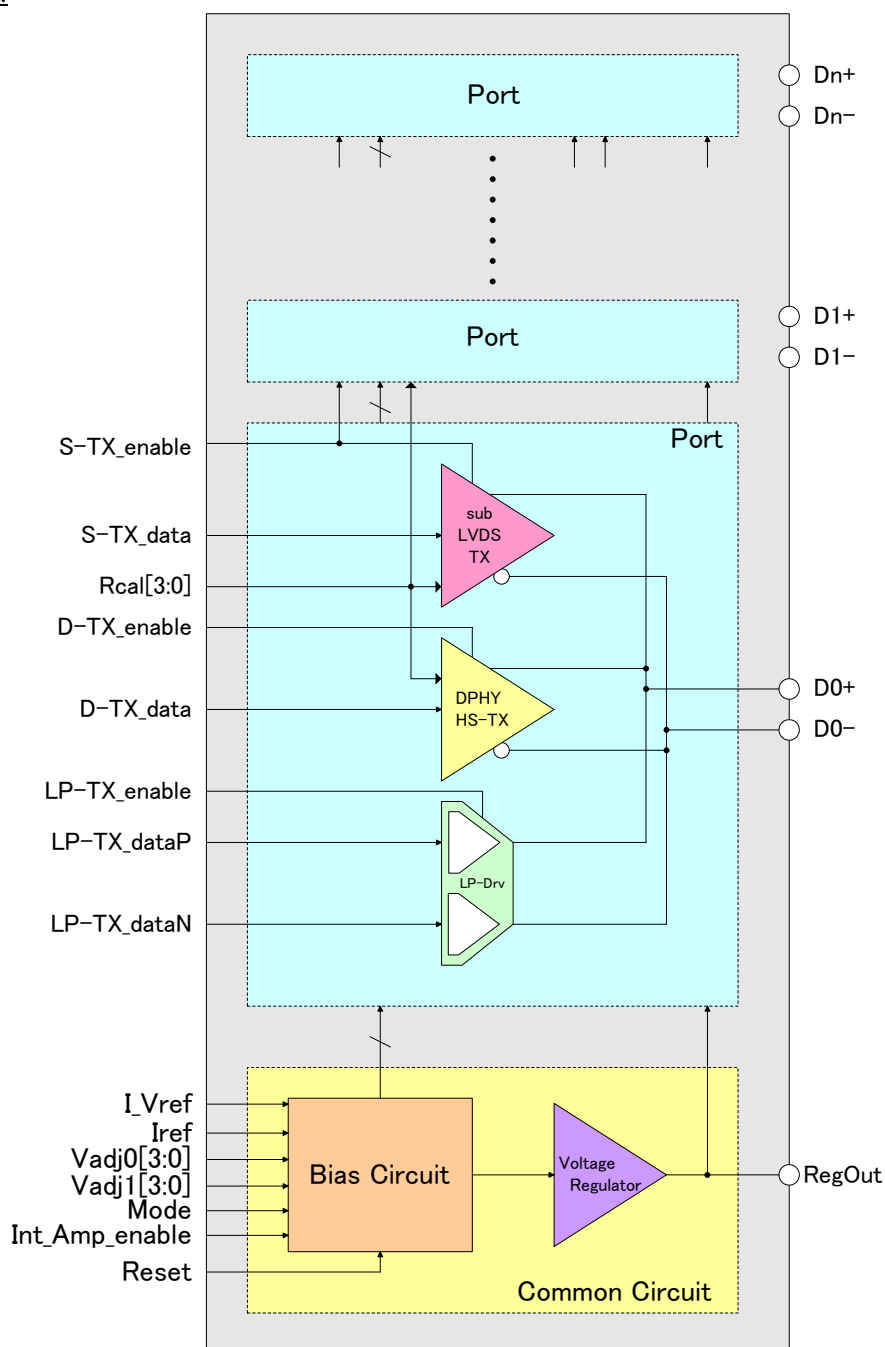 Port
Dn+
Dn-
Port
D1+
D1-
Port
S-TX_enable
sub
LVDS
TX
S-TX_data
Rcal[3:0]
D-TX_enable
DPHY
HS-TX
D-TX_data
D0+
D0-
LP-TX_enable
LP-TX_dataP
LP-Drv
LP-TX_dataN
I_Vref
Iref
Vadj0[3:0]
Vadj1[3:0]
Mode
Int_Amp_enable
Reset
Bias Circuit
Voltage
Regulator
RegOut
Common Circuit